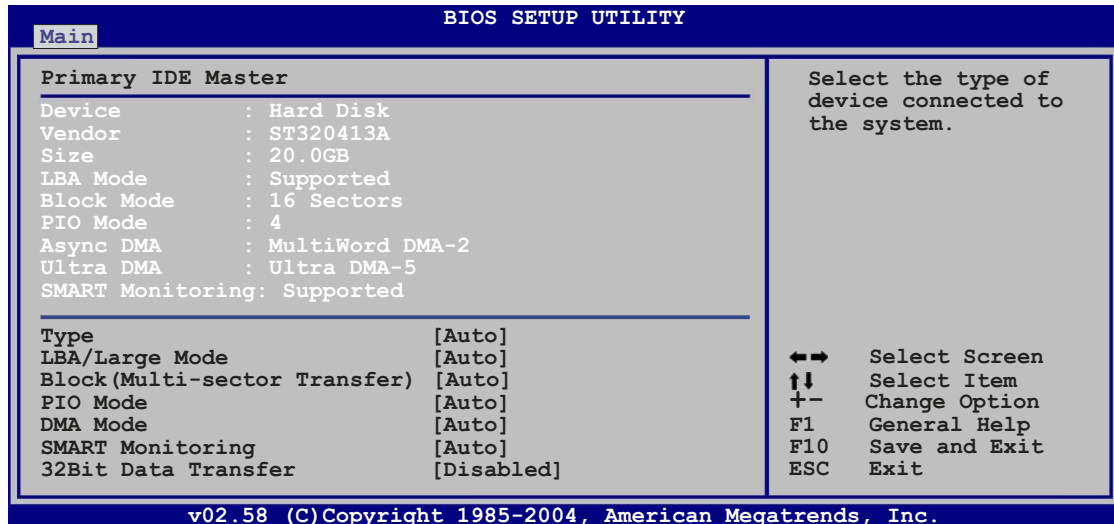 BIOS SETUP UTILITY
Main
Primary IDE Master
Device : Hard Disk
Vendor : ST320413A
Size : 20.0GB
LBA Mode : Supported
Block Mode : 16 Sectors
PIO Mode : 4
Async DMA : MultiWord DMA-2
Ultra DMA : Ultra DMA-5
SMART Monitoring: Supported
Type [Auto]
LBA/Large Mode [Auto]
Block(Multi-sector Transfer) [Auto]
PIO Mode [Auto]
DMA Mode [Auto]
SMART Monitoring [Auto]
32Bit Data Transfer [Disabled]
Select the type of
device connected to
the system.
←→ Select Screen
↑↓ Select Item
+- Change Option
F1 General Help
F10 Save and Exit
ESC Exit
v02.58 (C)Copyright 1985-2004, American Megatrends, Inc.